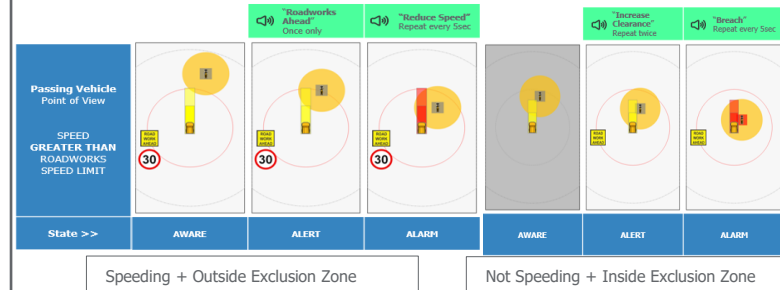 "Roadworks
Ahead"
Once only
"Reduce Speed"
Repeat every 5sec
"Increase
Clearance"
Repeat twice
"Breach"
Repeat every 5sec
Passing Vehicle
Point of View
SPEED
GREATER THAN
ROADWORKS
SPEED LIMIT
ROAD
WORK
AHEAD
30
ROAD
WORK
AHEAD
30
ROAD
WORK
AHEAD
30
ROAD
WORK
AHEAD
ROAD
WORK
AHEAD
State >>
AWARE
ALERT
ALARM
AWARE
ALERT
ALARM
Speeding + Outside Exclusion Zone
Not Speeding + Inside Exclusion Zone